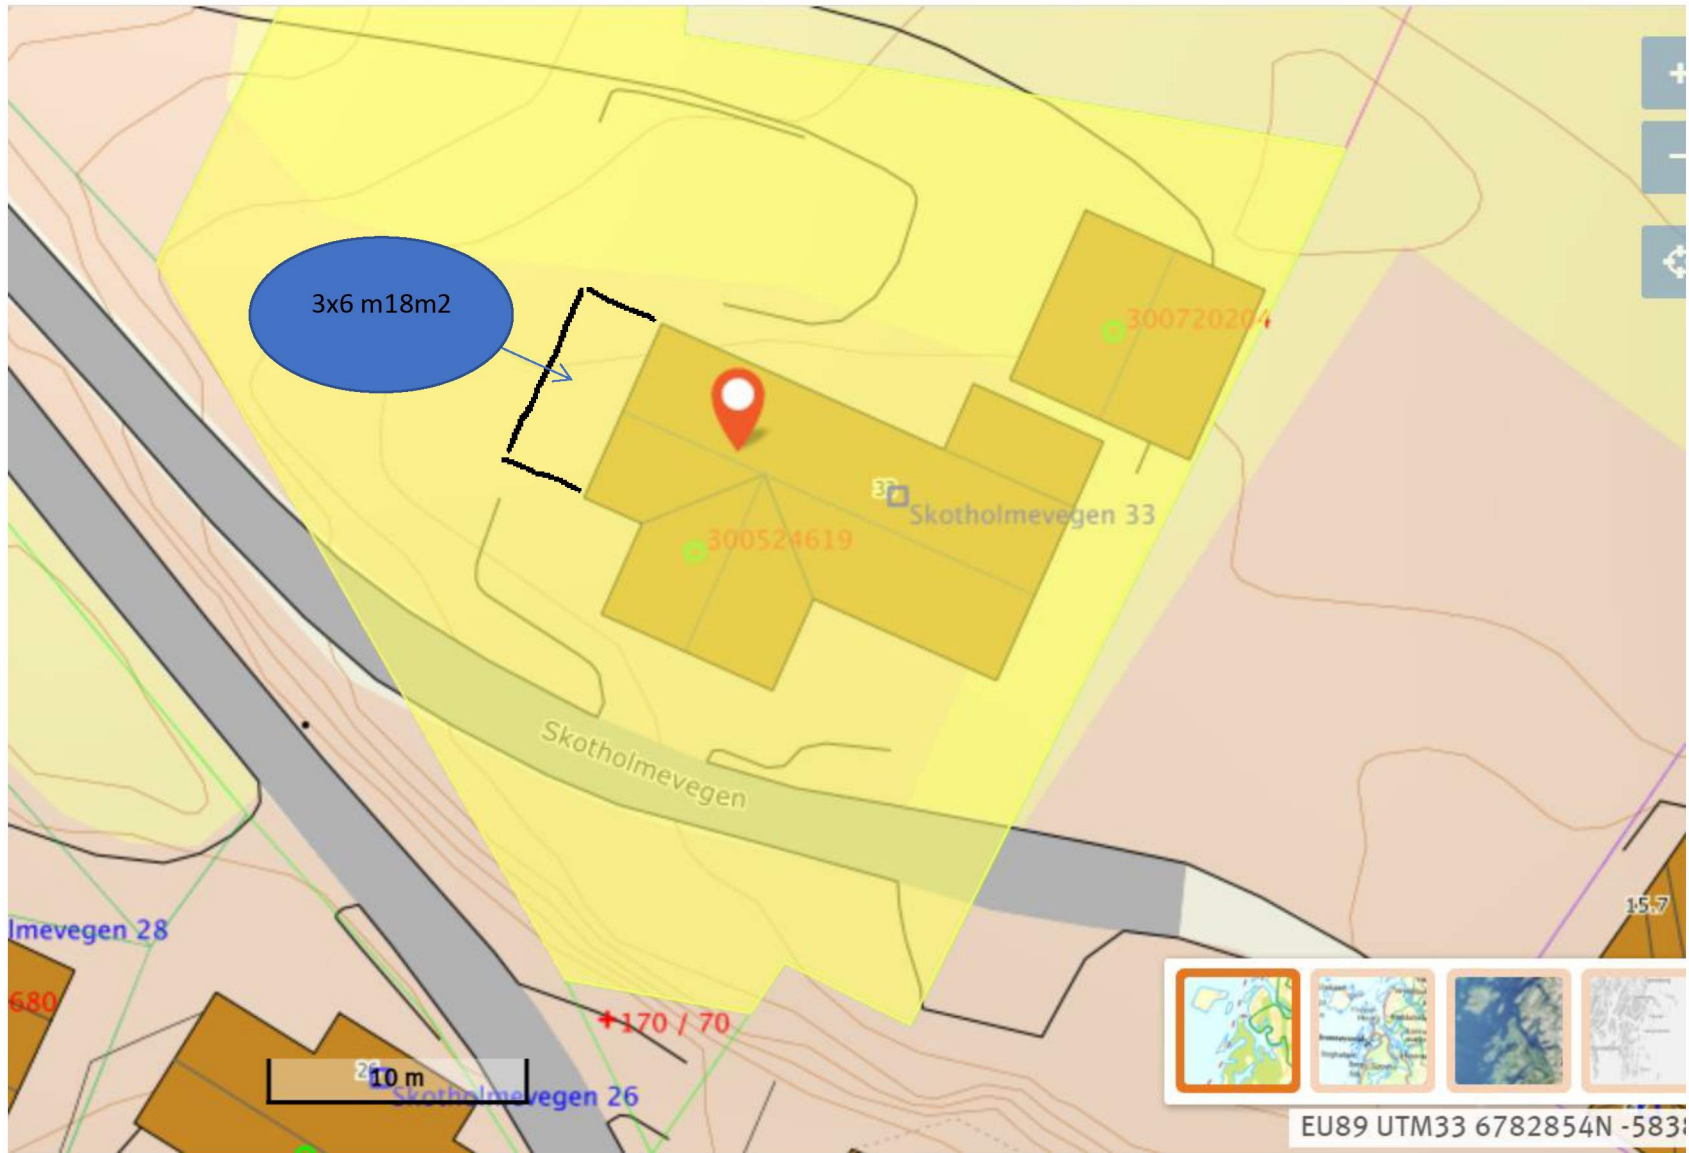 +
−
3x6 m18m2
300720204
33
Skotholmevegen 33
300524619
Skotholmevegen
lmevegen 28
680
170 / 70
15.7
10 m
Skotholmevegen 26
EU89 UTM33 6782854N -5838